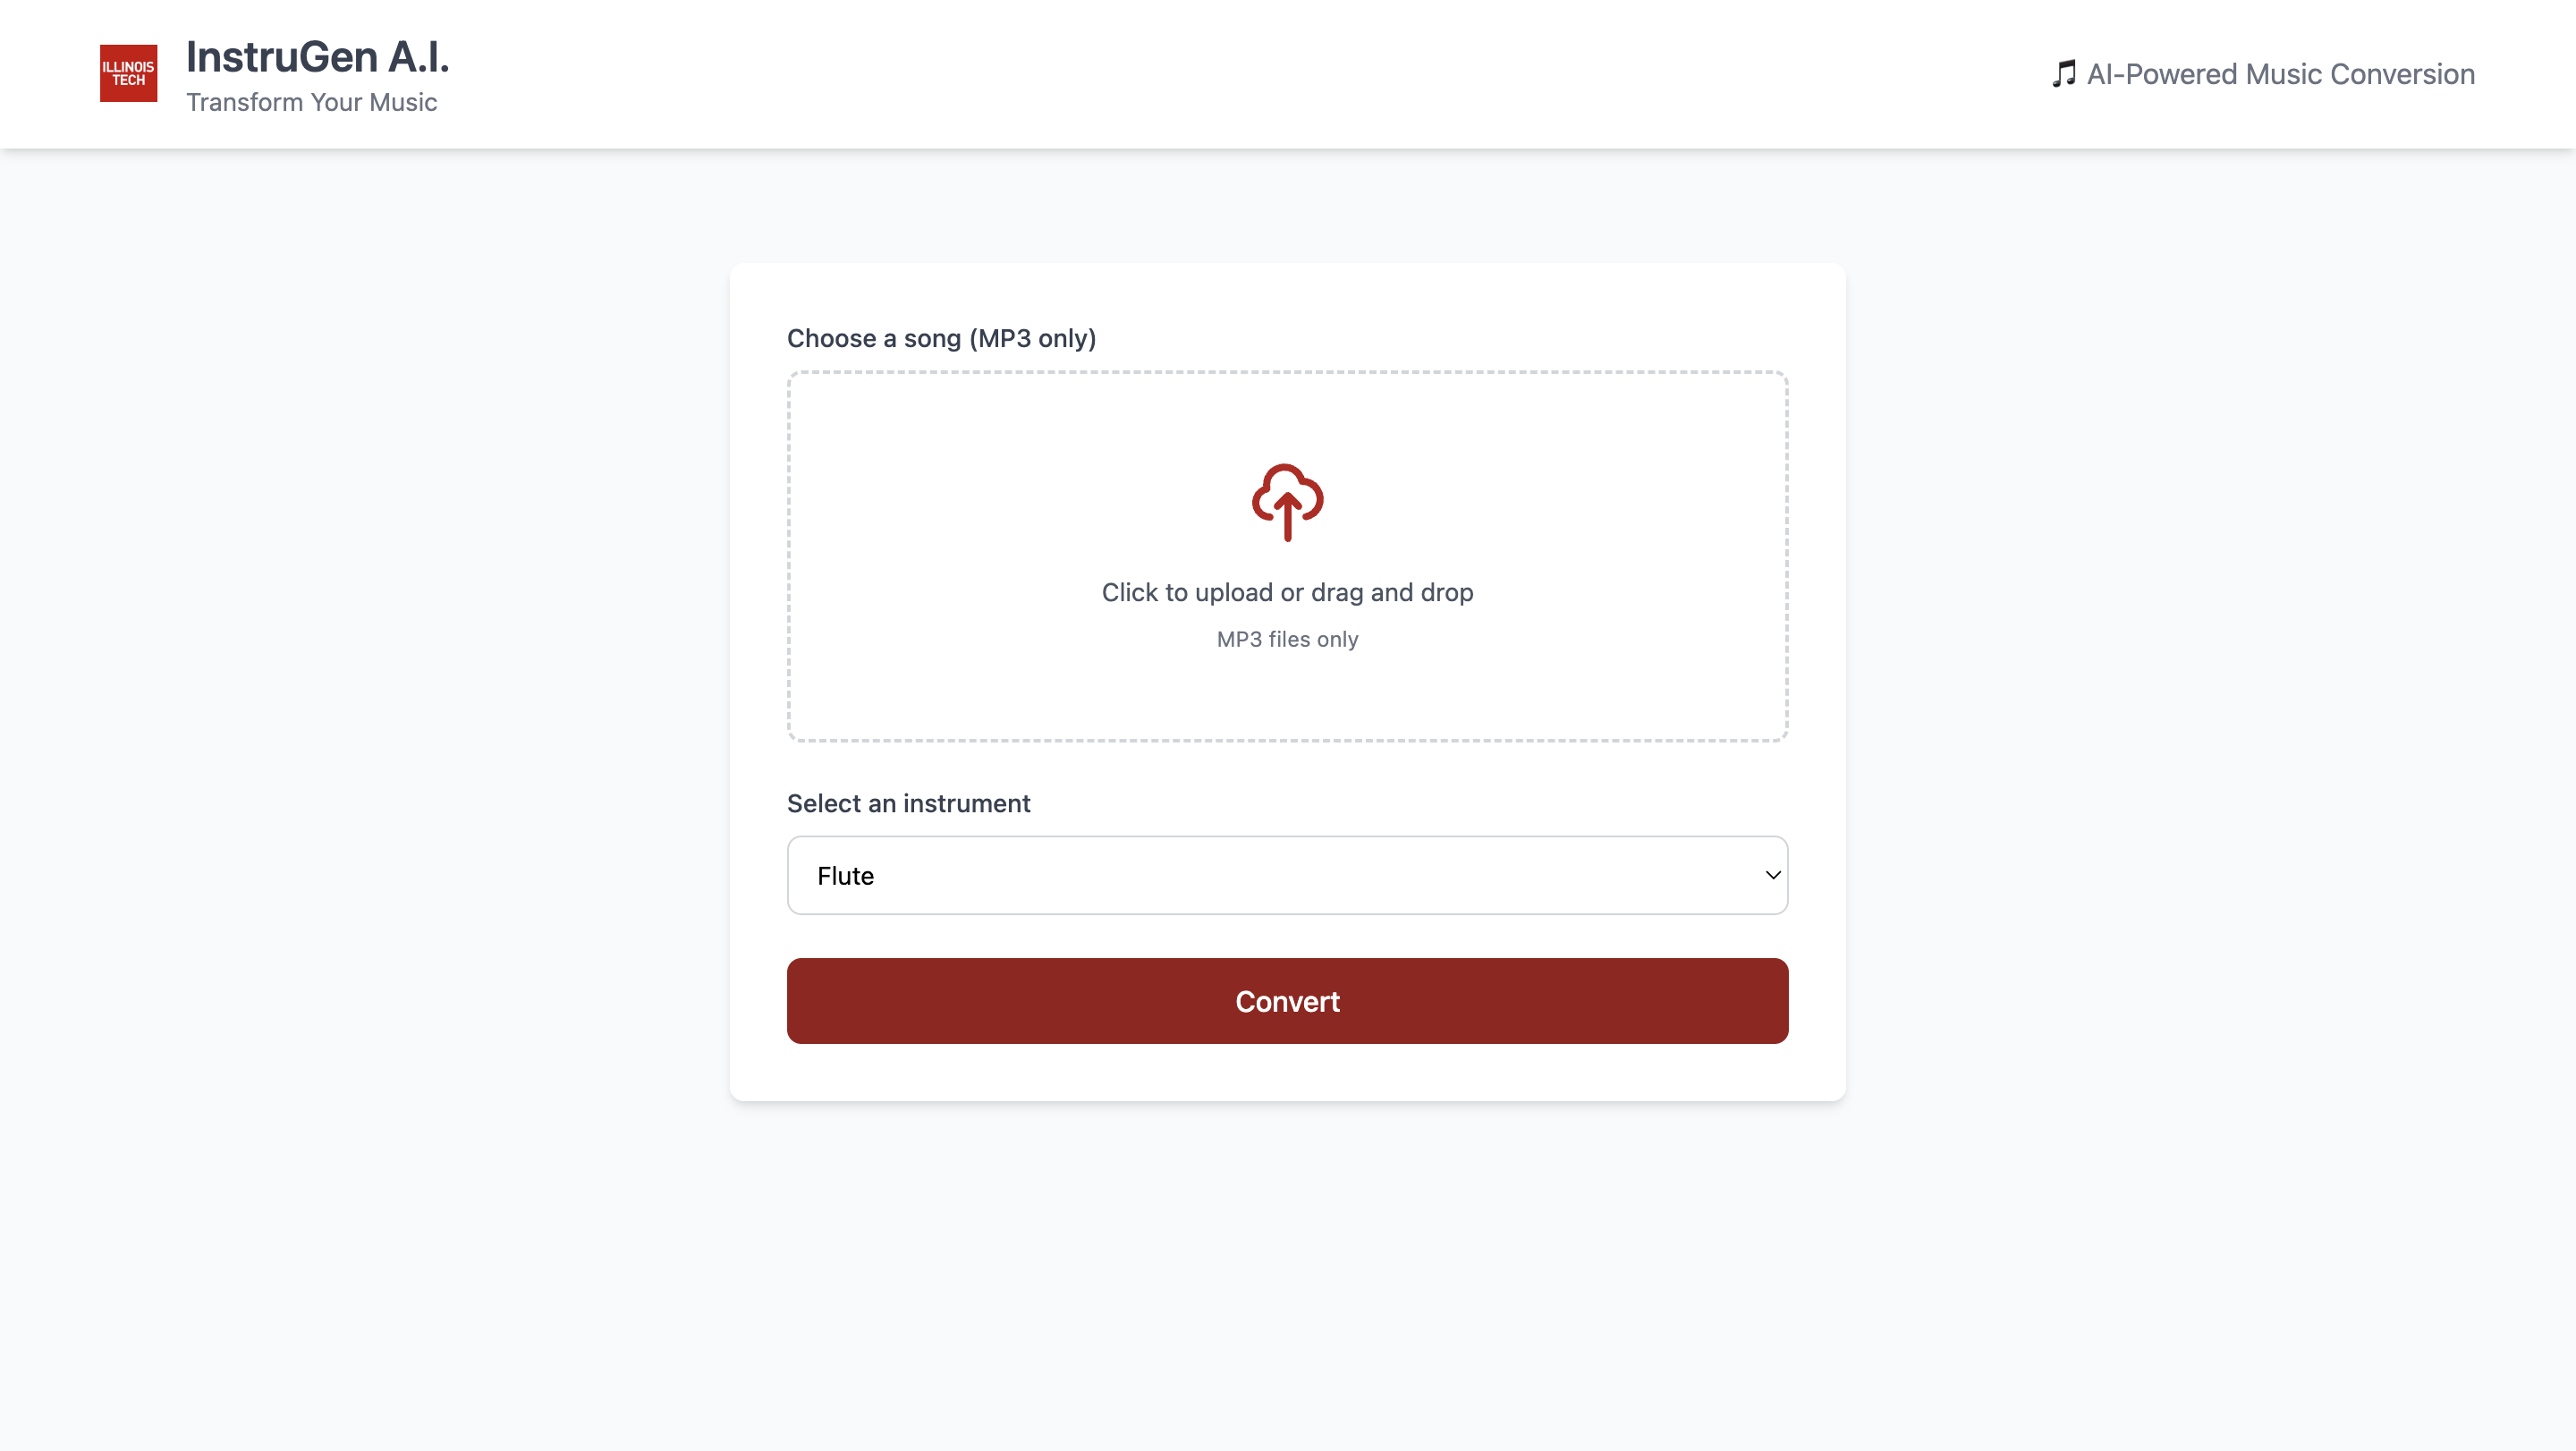 ILLINOIS
TECH
InstruGen A.I.
Transform Your Music
AI-Powered Music Conversion
Choose a song (MP3 only)
Click to upload or drag and drop
MP3 files only
Select an instrument
Flute
Convert